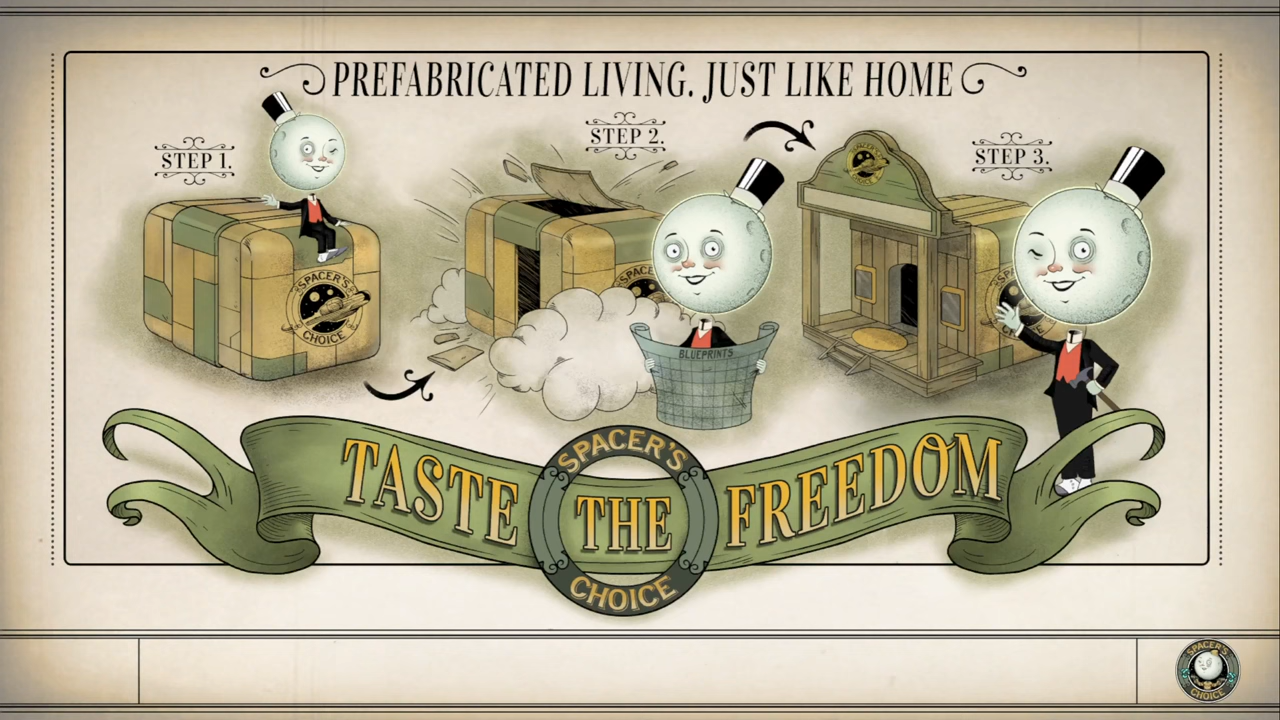 PREFABRICATED LIVING. JUST LIKE HOME
STEP 1.
STEP 2.
STEP 3.
SPACER'S
CHOICE
SPACER'S
CHOICE
SPACER'S
BLUEPRINTS
SPACER'S
CHOICE
TASTE THE FREEDOM
SPACER'S
CHOICE